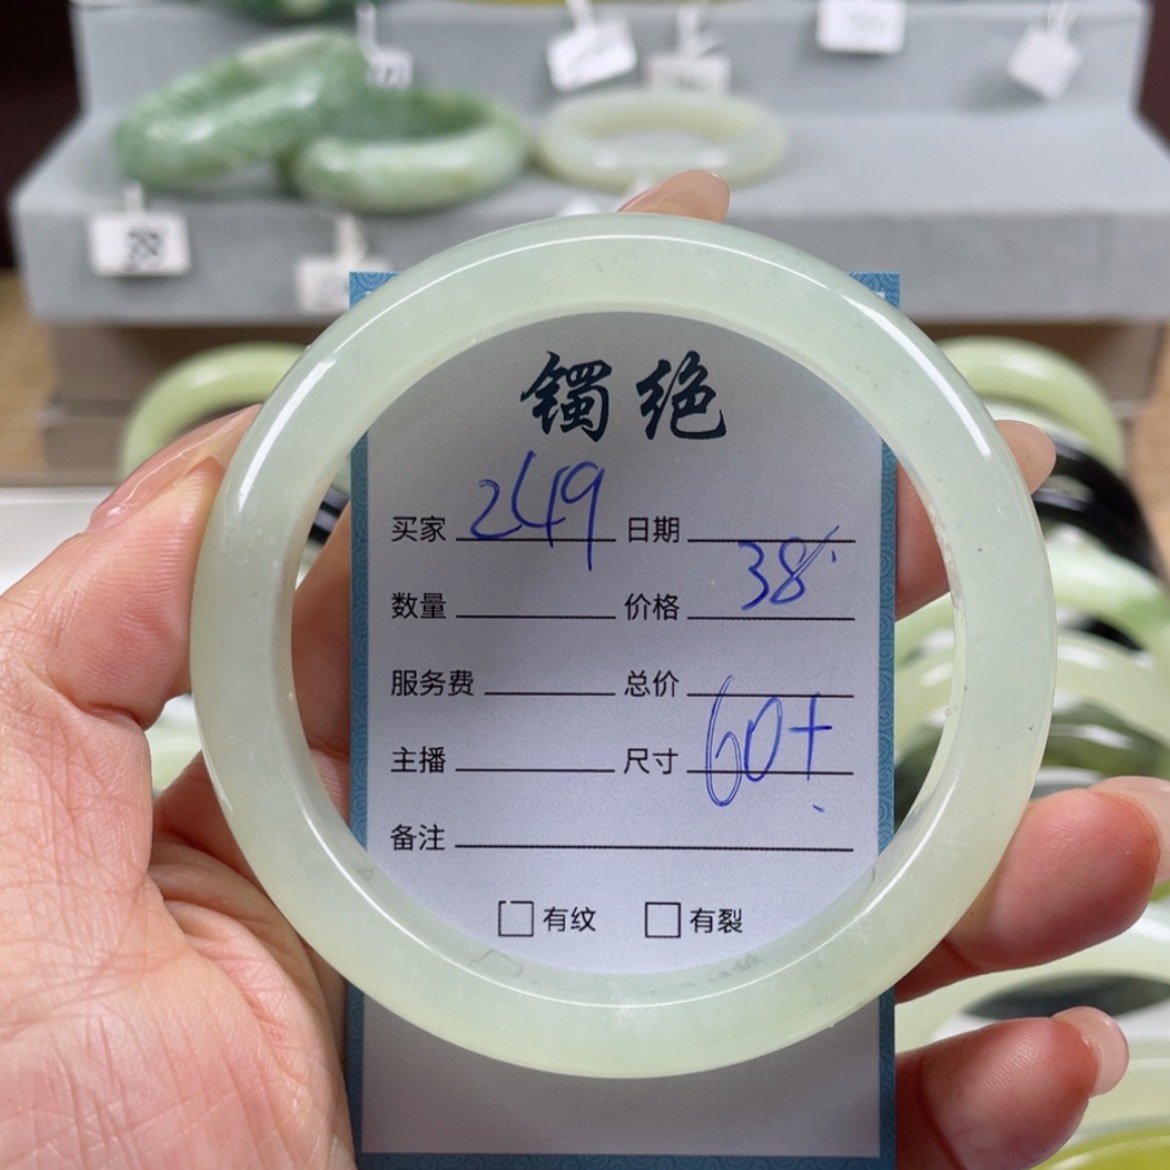 38
镯绝
买家 249 日期
数量 价格 38
服务费 总价
主播 尺寸 60+
备注
有纹 有裂